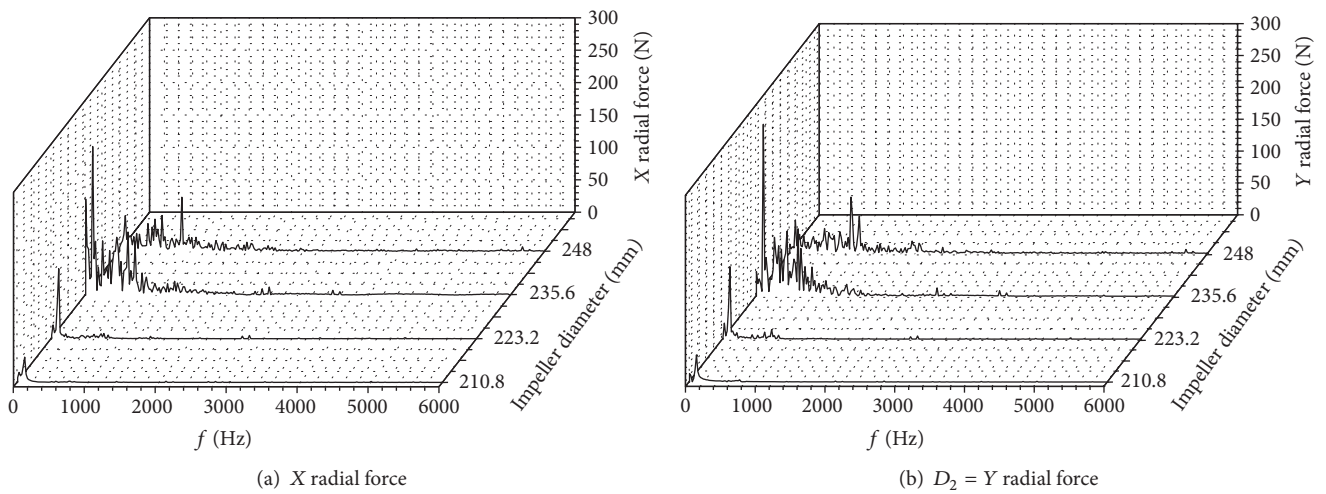 300
250
200
150
100
50
0
X radial force (N)
248
235.6
223.2
210.8
Impeller diameter (mm)
0 1000 2000 3000 4000 5000 6000
f (Hz)
(a) X radial force
300
250
200
150
100
50
0
Y radial force (N)
248
235.6
223.2
210.8
Impeller diameter (mm)
0 1000 2000 3000 4000 5000 6000
f (Hz)
(b) D₂ = Y radial force